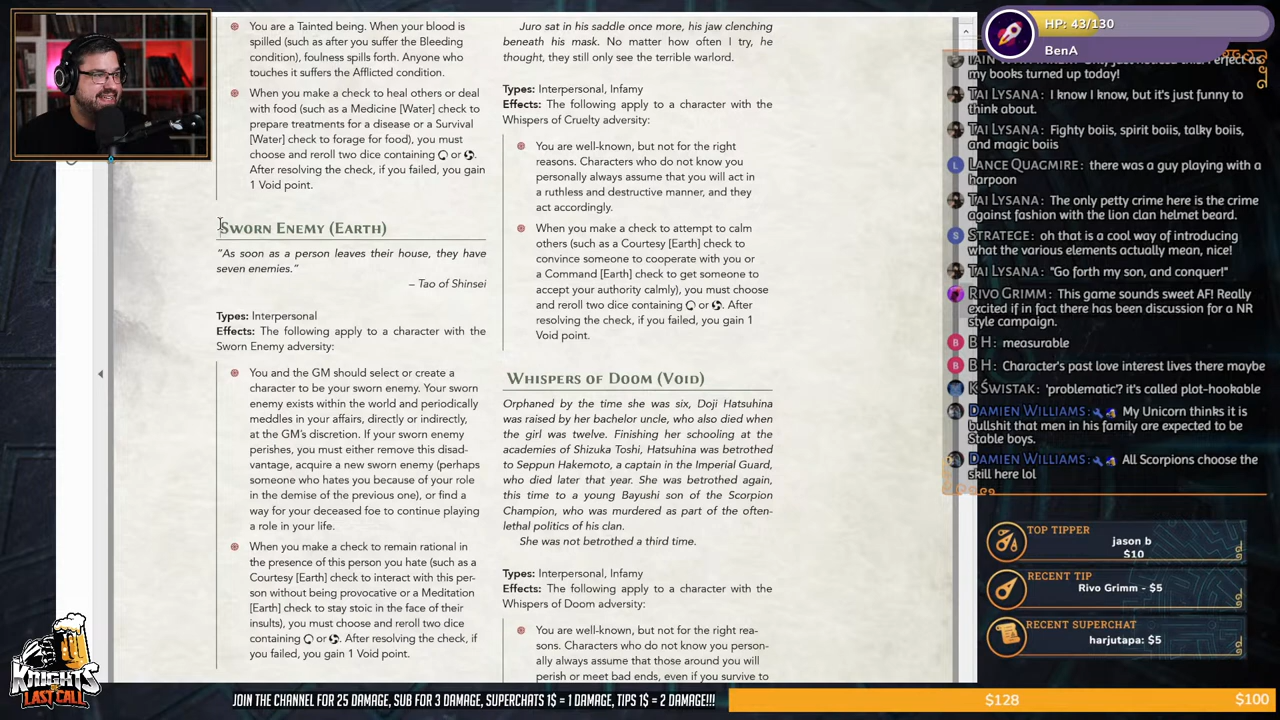 You are a Tainted being. When your blood is
spilled (such as after you suffer the Bleeding
condition), foulness spills forth. Anyone who
touches it suffers the Afflicted condition.
When you make a check to heal others or deal
with food (such as a Medicine [Water] check to
prepare treatments for a disease or a Survival
[Water] check to forage for food), you must
choose and reroll two dice containing or .
After resolving the check, if you failed, you gain
1 Void point.
Sworn Enemy (Earth)
"As soon as a person leaves their house, they have
seven enemies."
– Tao of Shinsei
Types: Interpersonal
Effects: The following apply to a character with the
Sworn Enemy adversity:
You and the GM should select or create a
character to be your sworn enemy. Your sworn
enemy exists within the world and periodically
meddles in your affairs, directly or indirectly,
at the GM's discretion. If your sworn enemy
perishes, you must either remove this disad-
vantage, acquire a new sworn enemy (perhaps
someone who hates you because of your role
in the demise of the previous one), or find a
way for your deceased foe to continue playing
a role in your life.
When you make a check to remain rational in
the presence of this person you hate (such as a
Courtesy [Earth] check to interact with this per-
son without being provocative or a Meditation
[Earth] check to stay stoic in the face of their
insults), you must choose and reroll two dice
containing or . After resolving the check, if
you failed, you gain 1 Void point.
Juro sat in his saddle once more, his jaw clenching
beneath his mask. No matter how often I try, he
thought, they still only see the terrible warlord.
Types: Interpersonal, Infamy
Effects: The following apply to a character with the
Whispers of Cruelty adversity:
You are well-known, but not for the right
reasons. Characters who do not know you
personally always assume that you will act in
a ruthless and destructive manner, and they
act accordingly.
When you make a check to attempt to calm
others (such as a Courtesy [Earth] check to
convince someone to cooperate with you or
a Command [Earth] check to get someone to
accept your authority calmly), you must choose
and reroll two dice containing or . After
resolving the check, if you failed, you gain 1
Void point.
Whispers of Doom (Void)
Orphaned by the time she was six, Doji Hatsuhina
was raised by her bachelor uncle, who also died when
the girl was twelve. Finishing her schooling at the
academies of Shizuka Toshi, Hatsuhina was betrothed
to Seppun Hakemoto, a captain in the Imperial Guard,
who died later that year. She was betrothed again,
this time to a young Bayushi son of the Scorpion
Champion, who was murdered as part of the often-
lethal politics of his clan.
She was not betrothed a third time.
Types: Interpersonal, Infamy
Effects: The following apply to a character with the
Whispers of Doom adversity:
You are well-known, but not for the right rea-
sons. Characters who do not know you person-
ally always assume that those around you will
perish or meet bad ends, even if you survive to
HP: 43/130
BenA
my books turned up today!
Tai Lysana: I know I know, but it's just funny to
think about.
Tai Lysana: Fighty boiis, spirit boiis, talky boiis,
and magic boiis
L Lance Quagmire: there was a guy playing with a
harpoon
Tai Lysana: The only petty crime here is the crime
against fashion with the lion clan helmet beard.
S Stratege: oh that is a cool way of introducing
what the various elements actually mean, nice!
Tai Lysana: "Go forth my son, and conquer!"
Rivo Grimm: This game sounds sweet AF! Really
excited if in fact there has been discussion for a NR
style campaign.
B B H: measurable
B B H: Character's past love interest lives there maybe
K Świstak: 'problematic'? it's called plot-hookable
Damien Williams: My Unicorn thinks it is
bullshit that men in his family are expected to be
Stable boys.
Damien Williams: All Scorpions choose the
skill here lol
TOP TIPPER
jason b
$10
RECENT TIP
Rivo Grimm - $5
RECENT SUPERCHAT
harjutapa: $5
KNIGHTS
OF
LAST CALL
JOIN THE CHANNEL FOR 25 DAMAGE, SUB FOR 3 DAMAGE, SUPERCHATS 1$ = 1 DAMAGE, TIPS 1$ = 2 DAMAGE!!!
$128
$100